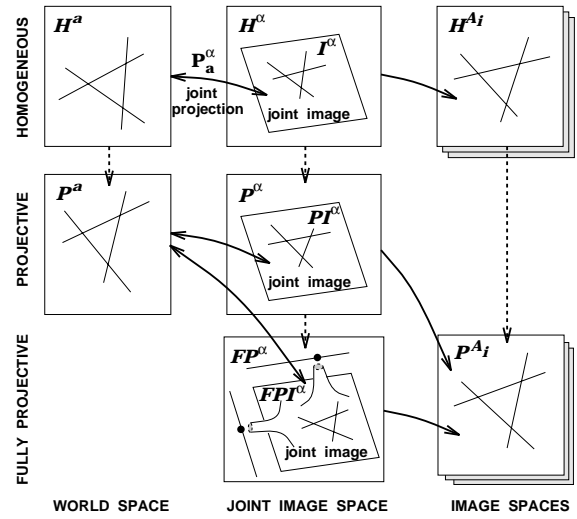 HOMOGENEOUS
H^a
P_a^α
joint
projection
H^α
I^α
joint image
H^{A_i}
PROJECTIVE
P^a
P^α
PI^α
joint image
FULLY PROJECTIVE
FP^α
FPI^α
joint image
P^{A_i}
WORLD SPACE
JOINT IMAGE SPACE
IMAGE SPACES